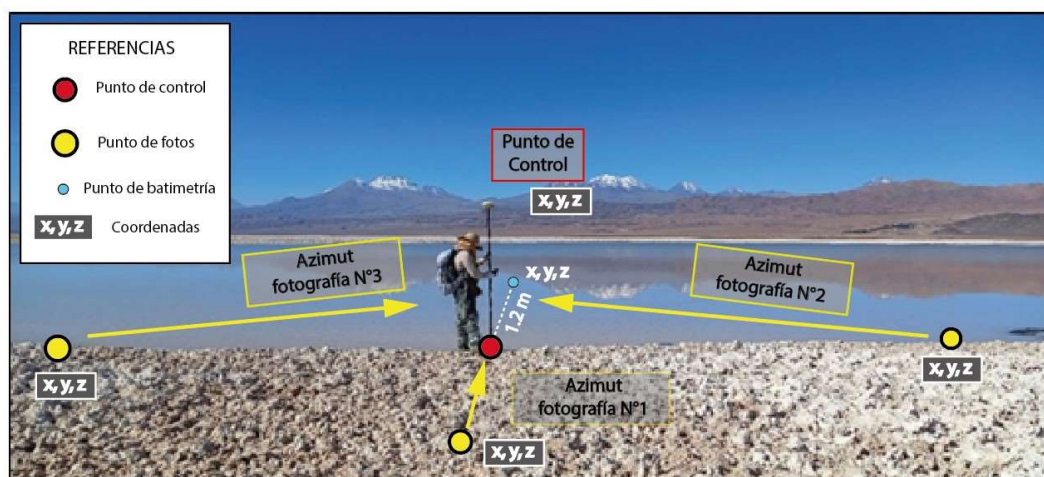 REFERENCIAS
Punto de control
Punto de fotos
Punto de batimetría
x,y,z Coordenadas
Punto de
Control
x,y,z
Azimut
fotografía N°3
x,y,z
1.2 m
Azimut
fotografía N°2
x,y,z
x,y,z
Azimut
fotografía N°1
x,y,z